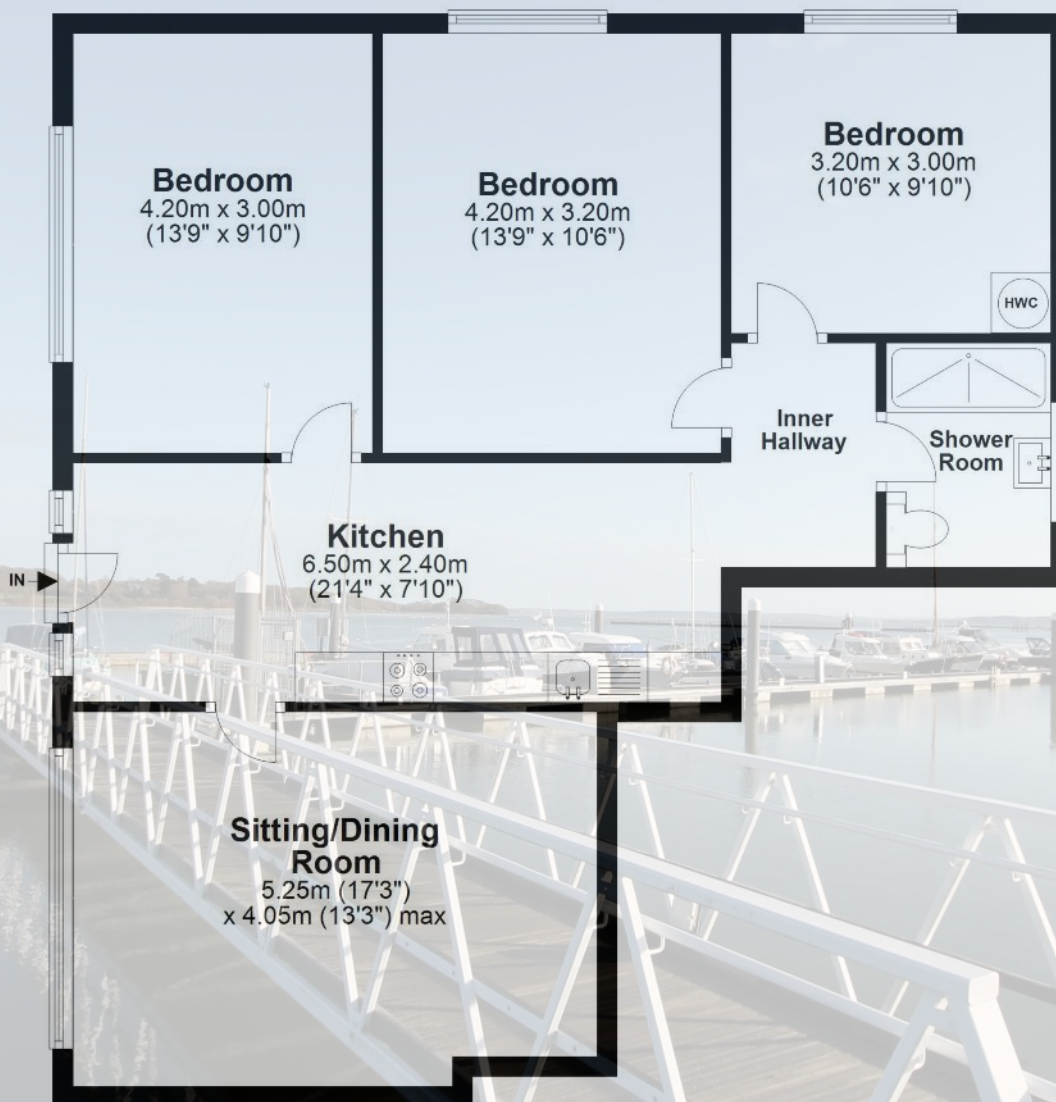 Bedroom
4.20m x 3.00m
(13'9" x 9'10")
Bedroom
4.20m x 3.20m
(13'9" x 10'6")
Bedroom
3.20m x 3.00m
(10'6" x 9'10")
HWC
Inner
Hallway
Shower
Room
Kitchen
6.50m x 2.40m
(21'4" x 7'10")
IN
Sitting/Dining
Room
5.25m (17'3")
x 4.05m (13'3") max